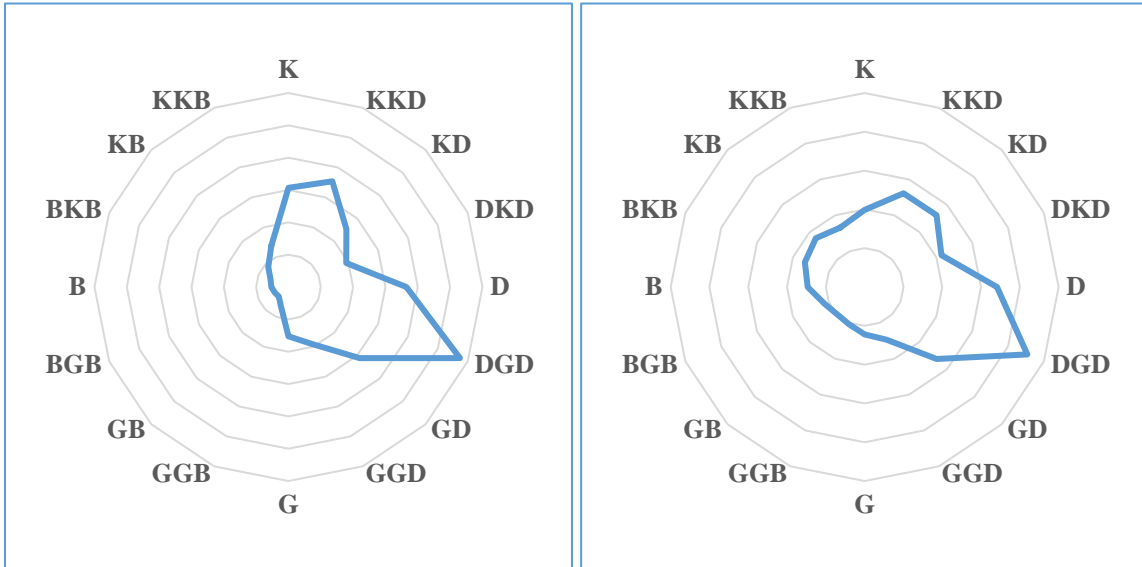 K
KKB KKD
KB KD
BKB DKD
B D
BGB DGD
GB GD
GGB GGD
G
K
KKB KKD
KB KD
BKB DKD
B D
BGB DGD
GB GD
GGB GGD
G